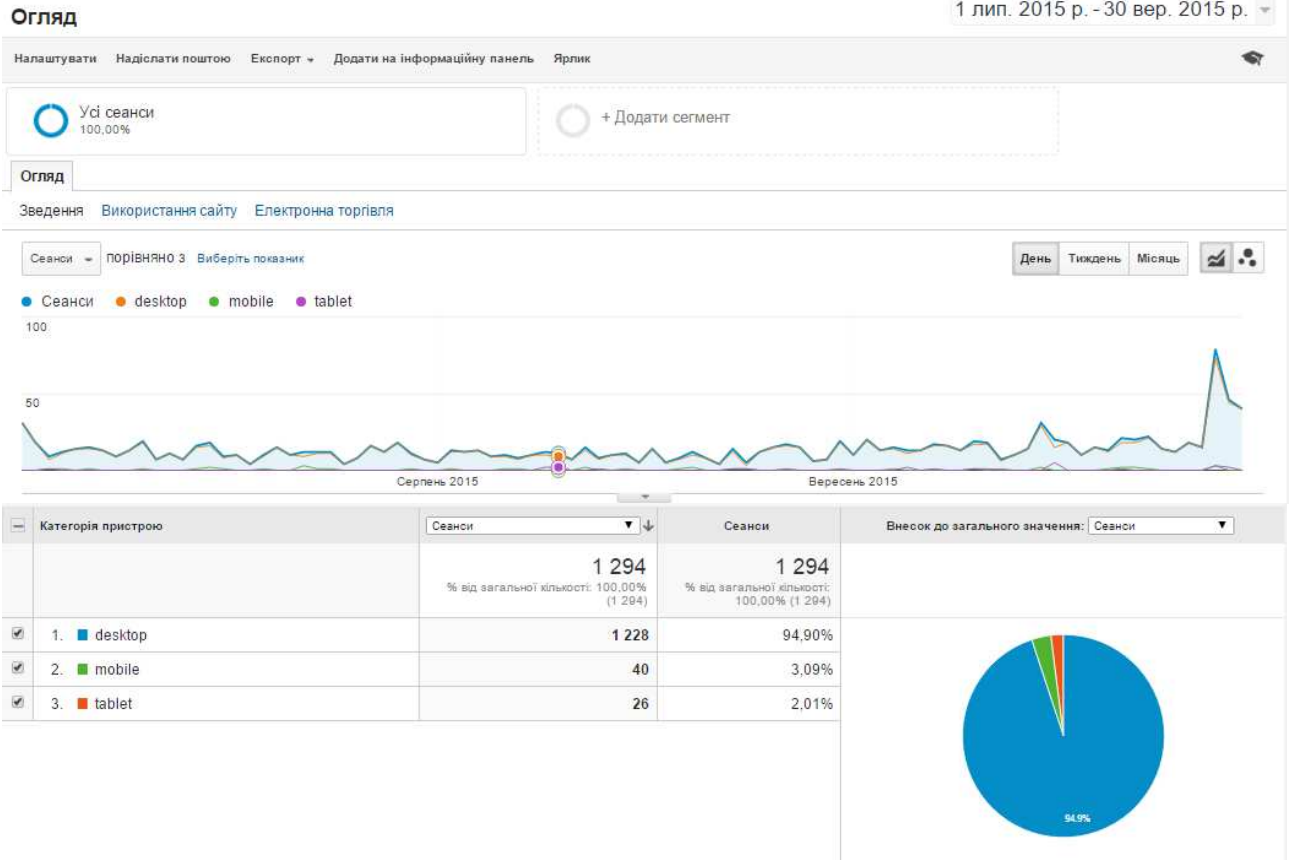 Огляд
1 лип. 2015 р. - 30 вер. 2015 р.
Налаштувати Надіслати поштою Експорт Додати на інформаційну панель Ярлик
Усі сеанси
100,00%
+ Додати сегмент
Огляд
Зведення Використання сайту Електронна торгівля
Сеанси порівняно з Виберіть показник
День Тиждень Місяць
Сеанси desktop mobile tablet
100
50
Серпень 2015 Вересень 2015
Категорія пристрою Сеанси Сеанси Внесок до загального значення: Сеанси
1 294 1 294
% від загальної кількості: 100,00% % від загальної кількості:
(1 294) 100,00% (1 294)
1. desktop 1 228 94,90%
2. mobile 40 3,09%
3. tablet 26 2,01%
94.9%